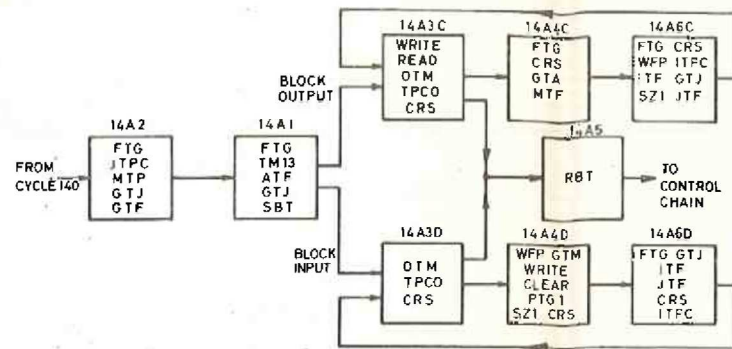 14A3C
WRITE
READ
OTM
TPCO
CRS
14A4C
FTG
CRS
GTA
MTF
14A6C
FTG CRS
WFP ITFC
ITF GTJ
SZ1 JTF
BLOCK
OUTPUT
14A2
FTG
JTPC
MTP
GTJ
GTF
14A1
FTG
TM13
ATF
GTJ
SBT
14A5
RBT
FROM
CYCLE 140
TO
CONTROL
CHAIN
BLOCK
INPUT
14A3D
OTM
TPCO
CRS
14A4D
WFP GTM
WRITE
CLEAR
PTG1
SZ1 CRS
14A6D
FTG GTJ
ITF
JTF
CRS
ITFC